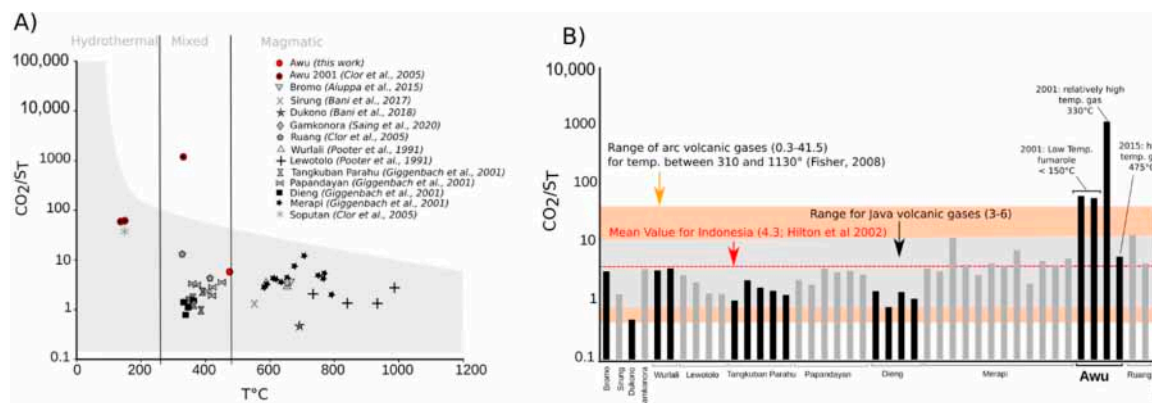 A)
Hydrothermal Mixed Magmatic
100,000
10,000
1000
100
10
1
0.1
CO2/ST
0 200 400 600 800 1000 1200
T°C
Awu (this work)
Awu 2001 (Clor et al., 2005)
Bromo (Aiuppa et al., 2015)
Sirung (Bani et al., 2017)
Dukono (Bani et al., 2018)
Gamkonora (Saing et al., 2020)
Ruang (Clor et al., 2005)
Wurlali (Pooter et al., 1991)
Lewotolo (Pooter et al., 1991)
Tangkuban Parahu (Giggenbach et al., 2001)
Papandayan (Giggenbach et al., 2001)
Dieng (Giggenbach et al., 2001)
Merapi (Giggenbach et al., 2001)
Soputan (Clor et al., 2005)
B)
10,000
1000
100
10
1
0.1
CO2/ST
Range of arc volcanic gases (0.3-41.5)
for temp. between 310 and 1130° (Fisher, 2008)
Range for Java volcanic gases (3-6)
Mean Value for Indonesia (4.3; Hilton et al 2002)
2001: relatively high
temp. gas
330°C
2001: Low Temp.
fumarole
< 150°C
2015: h
temp. g
475°C
Bromo
Sirung
Dukono
amkonora
Wurlali
Lewotolo
Tangkuban Parahu
Papandayan
Dieng
Merapi
Awu
Ruang